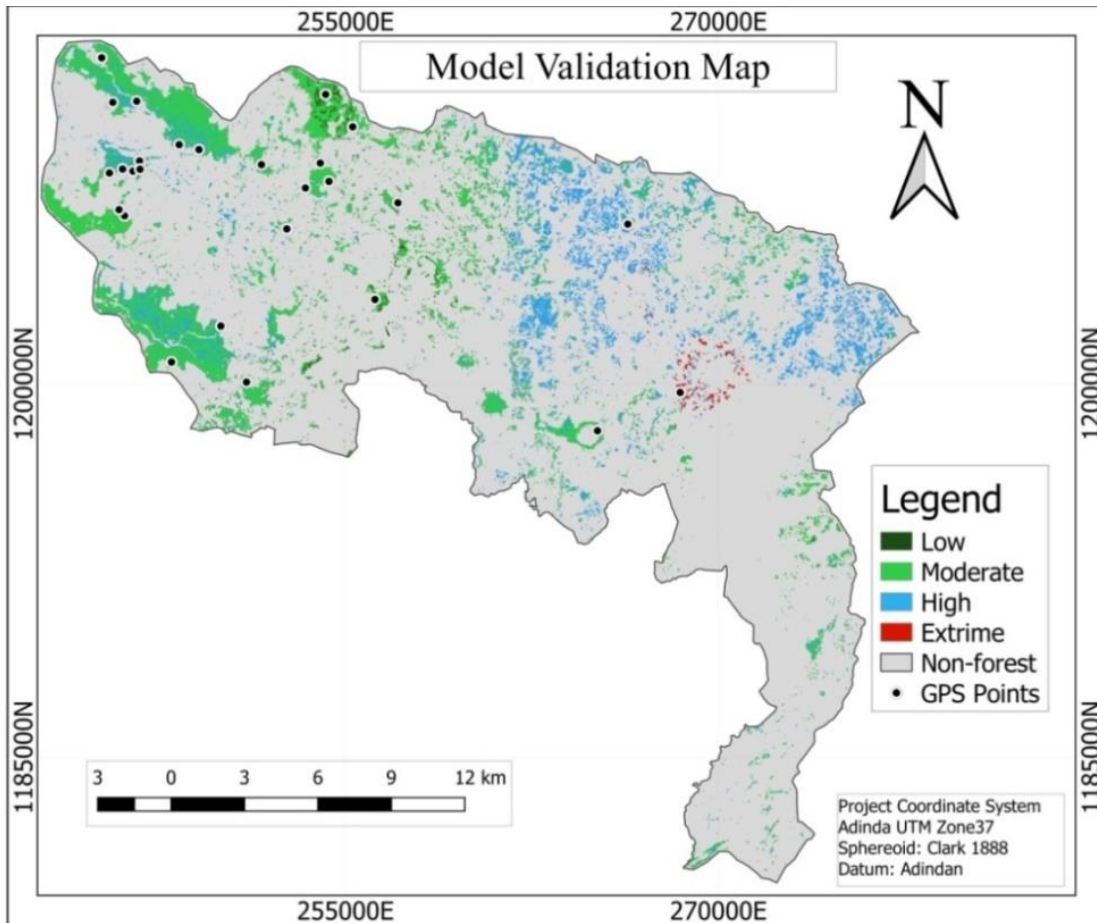 255000E 270000E
Model Validation Map
N
1200000N 1200000N
Legend
Low
Moderate
High
Extrime
Non-forest
GPS Points
1185000N 1185000N
3 0 3 6 9 12 km
Project Coordinate System
Adinda UTM Zone37
Sphereoid: Clark 1888
Datum: Adindan
255000E 270000E